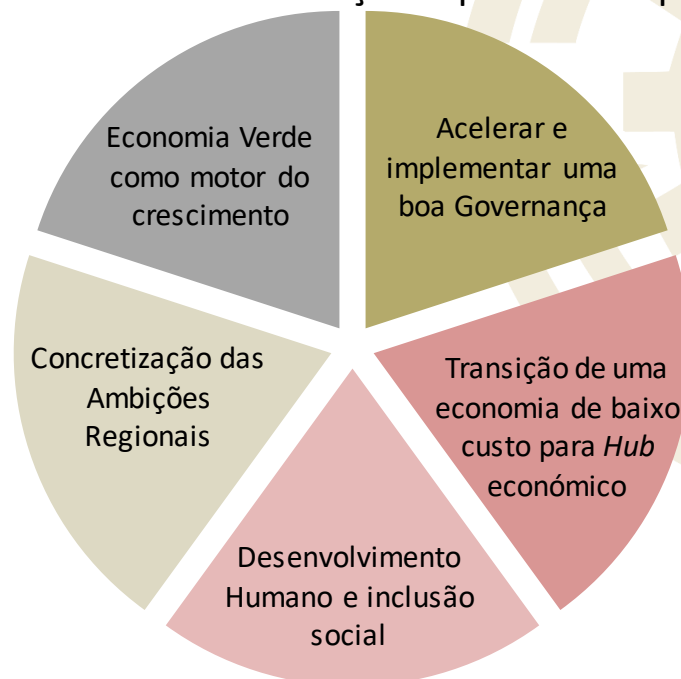 Acelerar e
implementar uma
boa Governança
Transição de uma
economia de baixo
custo para Hub
económico
Desenvolvimento
Humano e inclusão
social
Concretização das
Ambições
Regionais
Economia Verde
como motor do
crescimento